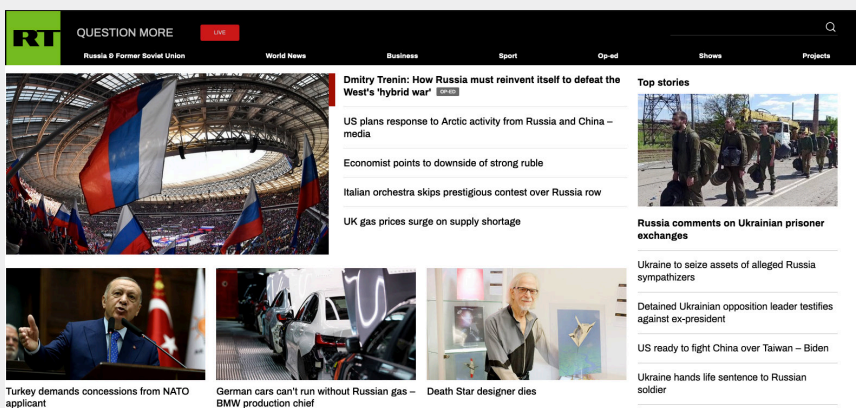 RT
QUESTION MORE
LIVE
Russia & Former Soviet Union
World News
Business
Sport
Op-ed
Shows
Projects
Dmitry Trenin: How Russia must reinvent itself to defeat the
West's 'hybrid war' OP-ED
US plans response to Arctic activity from Russia and China –
media
Economist points to downside of strong ruble
Italian orchestra skips prestigious contest over Russia row
UK gas prices surge on supply shortage
Turkey demands concessions from NATO
applicant
German cars can't run without Russian gas –
BMW production chief
Death Star designer dies
Top stories
Russia comments on Ukrainian prisoner
exchanges
Ukraine to seize assets of alleged Russia
sympathizers
Detained Ukrainian opposition leader testifies
against ex-president
US ready to fight China over Taiwan – Biden
Ukraine hands life sentence to Russian
soldier